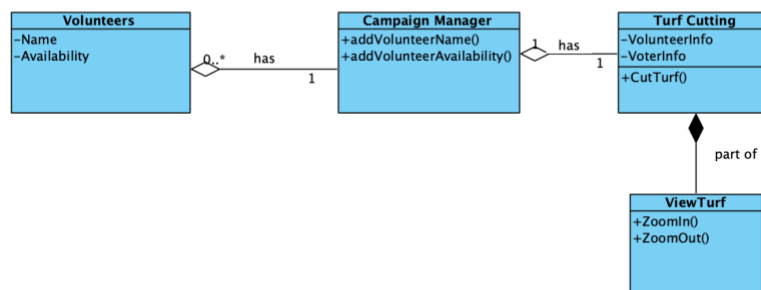 Volunteers
-Name
-Availability
0..*
has
1
Campaign Manager
+addVolunteerName()
+addVolunteerAvailability()
1
has
1
Turf Cutting
-VolunteerInfo
-VoterInfo
+CutTurf()
part of
ViewTurf
+ZoomIn()
+ZoomOut()